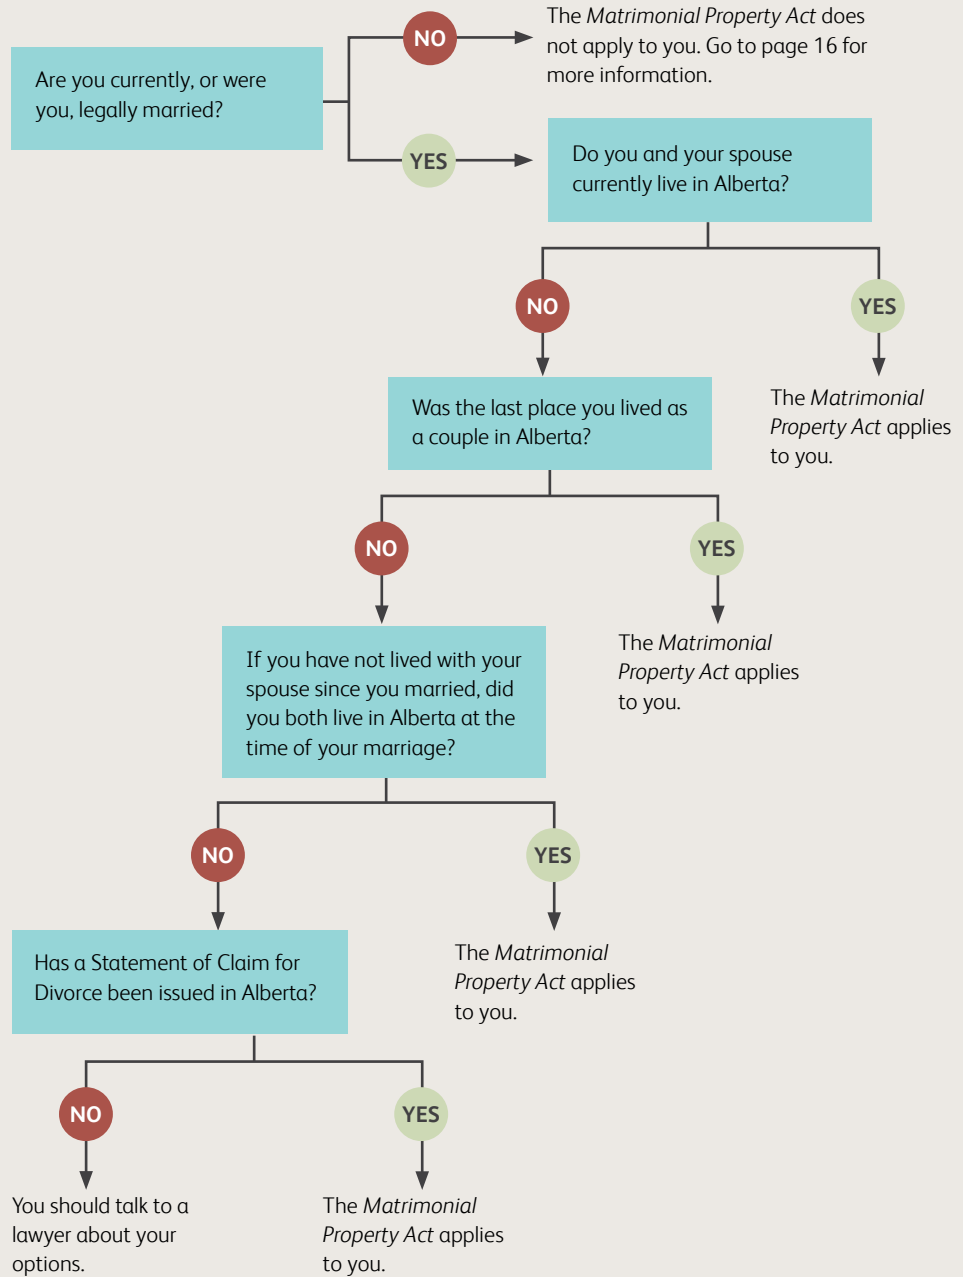 NO
The Matrimonial Property Act does
not apply to you. Go to page 16 for
more information.
Are you currently, or were
you, legally married?
YES
Do you and your spouse
currently live in Alberta?
NO
YES
The Matrimonial
Property Act applies
to you.
Was the last place you lived as
a couple in Alberta?
NO
YES
The Matrimonial
Property Act applies
to you.
If you have not lived with your
spouse since you married, did
you both live in Alberta at the
time of your marriage?
NO
YES
The Matrimonial
Property Act applies
to you.
Has a Statement of Claim for
Divorce been issued in Alberta?
NO
YES
You should talk to a
lawyer about your
options.
The Matrimonial
Property Act applies
to you.